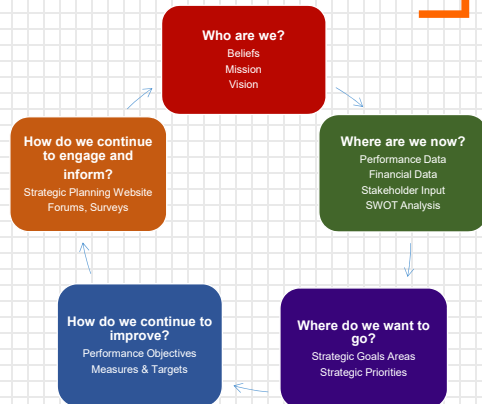 Who are we?
Beliefs
Mission
Vision
Where are we now?
Performance Data
Financial Data
Stakeholder Input
SWOT Analysis
Where do we want to
go?
Strategic Goals Areas
Strategic Priorities
How do we continue to
improve?
Performance Objectives
Measures & Targets
How do we continue
to engage and
inform?
Strategic Planning Website
Forums, Surveys